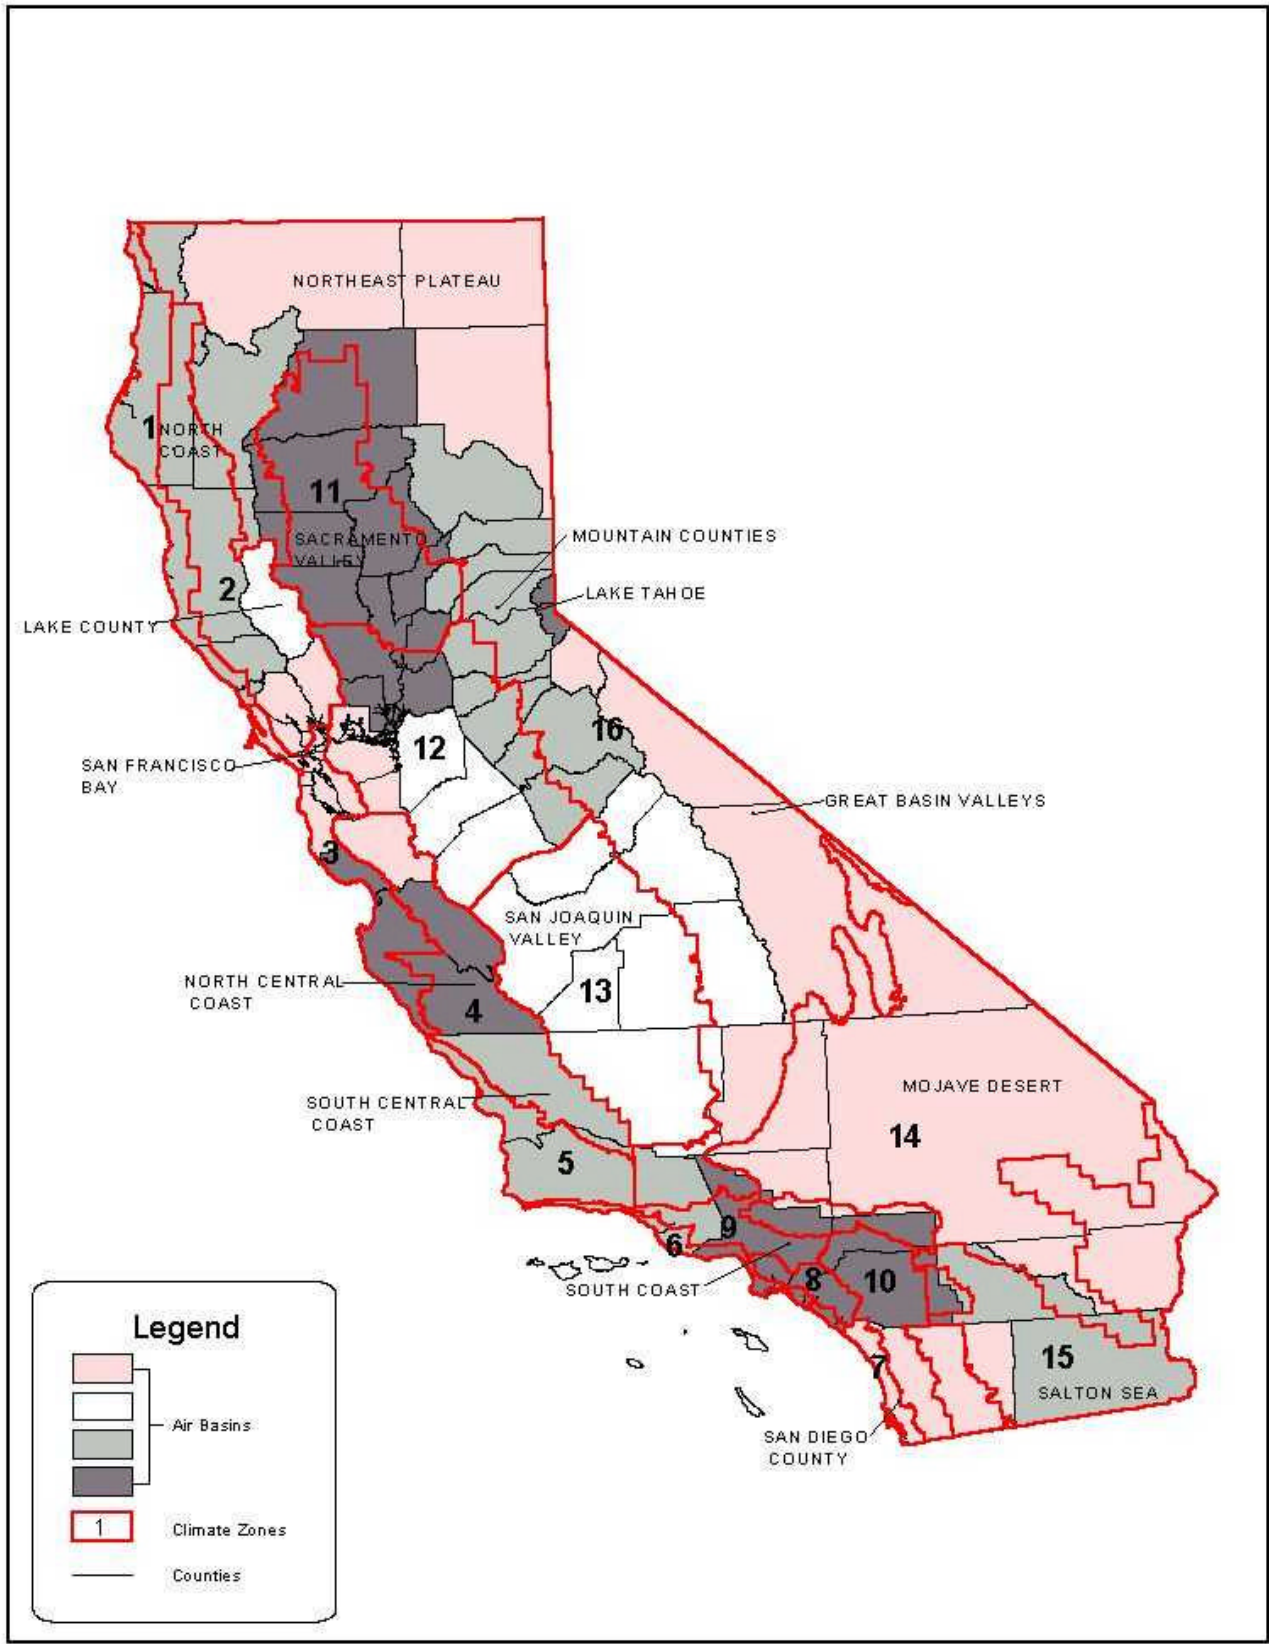 NORTHEAST PLATEAU
1
NORTH
COAST
11
SACRAMENTO
VALLEY
MOUNTAIN COUNTIES
2
LAKE TAHOE
LAKE COUNTY
16
12
SAN FRANCISCO
BAY
GREAT BASIN VALLEYS
3
SAN JOAQUIN
VALLEY
NORTH CENTRAL
COAST
13
4
MOJAVE DESERT
SOUTH CENTRAL
COAST
14
5
9
6
SOUTH COAST
8
10
7
15
SALTON SEA
SAN DIEGO
COUNTY
Legend
Air Basins
1
Climate Zones
Counties